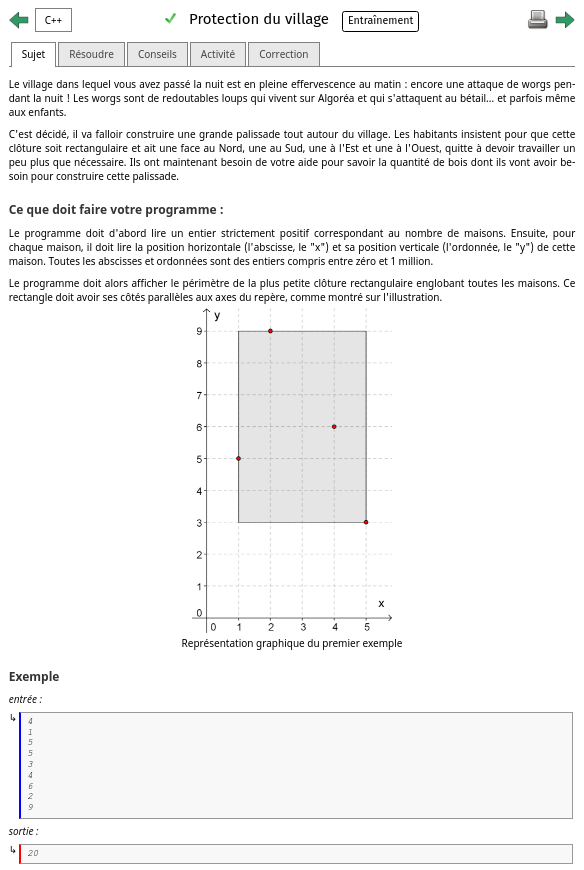 C++
Protection du village
Entraînement
Sujet
Résoudre
Conseils
Activité
Correction
Le village dans lequel vous avez passé la nuit est en pleine effervescence au matin : encore une attaque de worgs pen-
dant la nuit ! Les worgs sont de redoutables loups qui vivent sur Algoréa et qui s'attaquent au bétail… et parfois même
aux enfants.
C'est décidé, il va falloir construire une grande palissade tout autour du village. Les habitants insistent pour que cette
clôture soit rectangulaire et ait une face au Nord, une au Sud, une à l'Est et une à l'Ouest, quitte à devoir travailler un
peu plus que nécessaire. Ils ont maintenant besoin de votre aide pour savoir la quantité de bois dont ils vont avoir be-
soin pour construire cette palissade.
Ce que doit faire votre programme :
Le programme doit d'abord lire un entier strictement positif correspondant au nombre de maisons. Ensuite, pour
chaque maison, il doit lire la position horizontale (l'abscisse, le "x") et sa position verticale (l'ordonnée, le "y") de cette
maison. Toutes les abscisses et ordonnées sont des entiers compris entre zéro et 1 million.
Le programme doit alors afficher le périmètre de la plus petite clôture rectangulaire englobant toutes les maisons. Ce
rectangle doit avoir ses côtés parallèles aux axes du repère, comme montré sur l'illustration.
y
9
8
7
6
5
4
3
2
1
0
x
0 1 2 3 4 5
Représentation graphique du premier exemple
Exemple
entrée :
4
1
5
5
3
4
6
2
9
sortie :
20